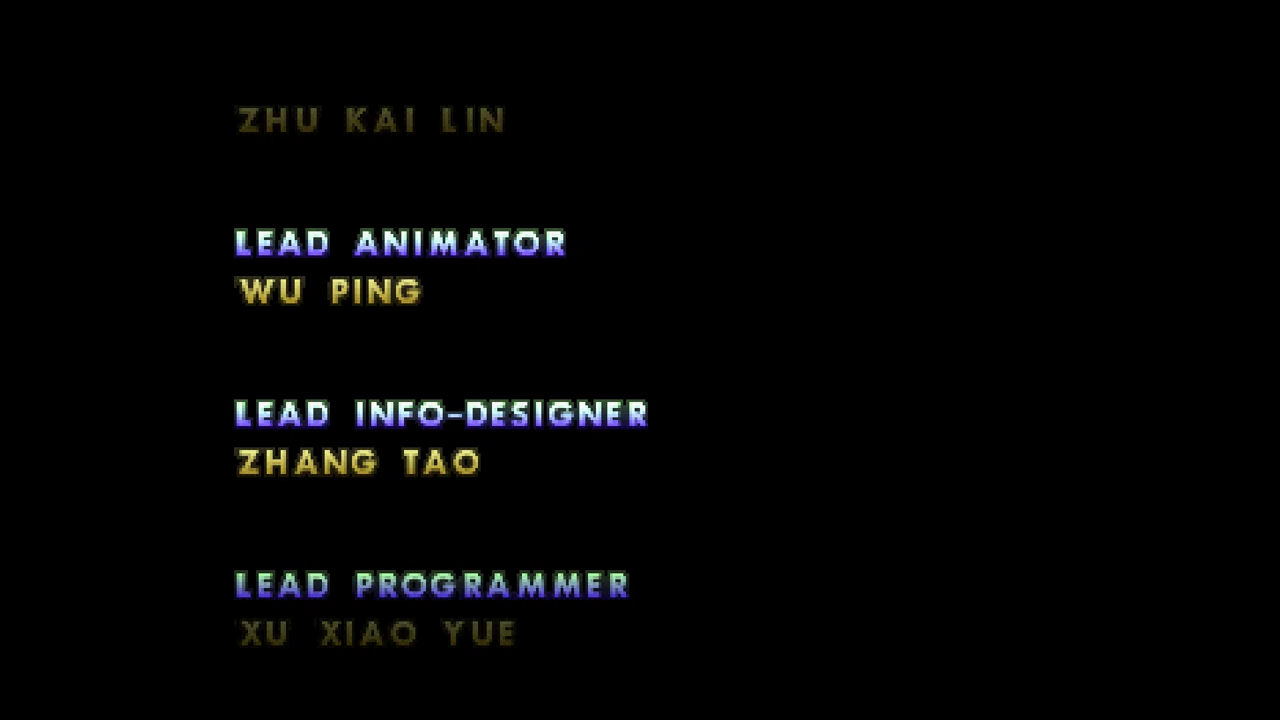 ZHU KAI LIN
LEAD ANIMATOR
WU PING
LEAD INFO-DESIGNER
ZHANG TAO
LEAD PROGRAMMER
XU XIAO YUE